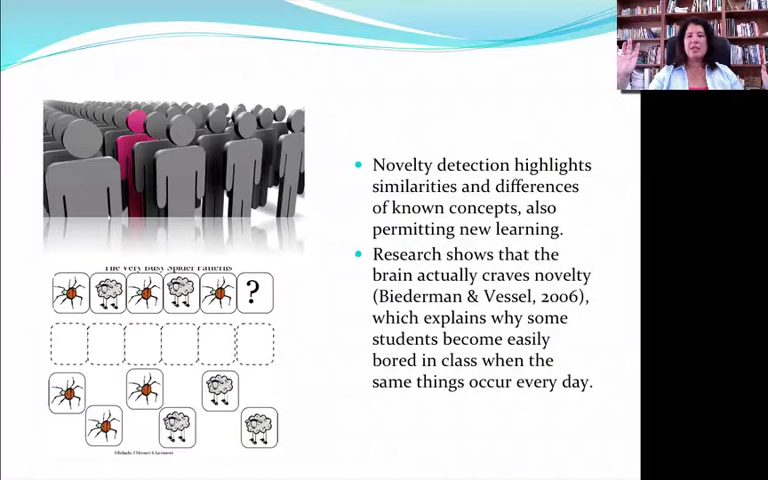 Novelty detection highlights
similarities and differences
of known concepts, also
permitting new learning.
Research shows that the
brain actually craves novelty
(Biederman & Vessel, 2006),
which explains why some
students become easily
bored in class when the
same things occur every day.
The Very Busy Spider Patterns
?